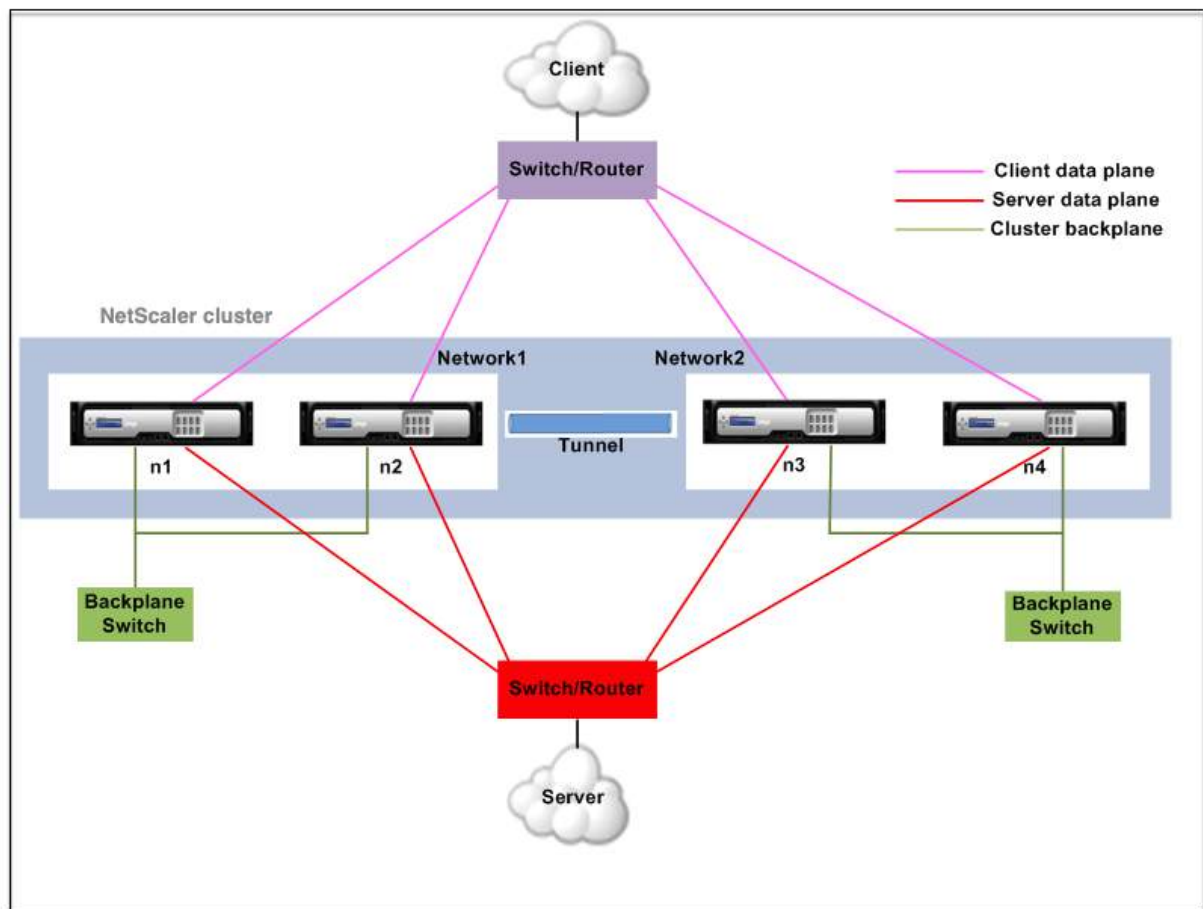 Client
Switch/Router
Client data plane
Server data plane
Cluster backplane
NetScaler cluster
Network1
Network2
Tunnel
n1
n2
n3
n4
Backplane
Switch
Backplane
Switch
Switch/Router
Server